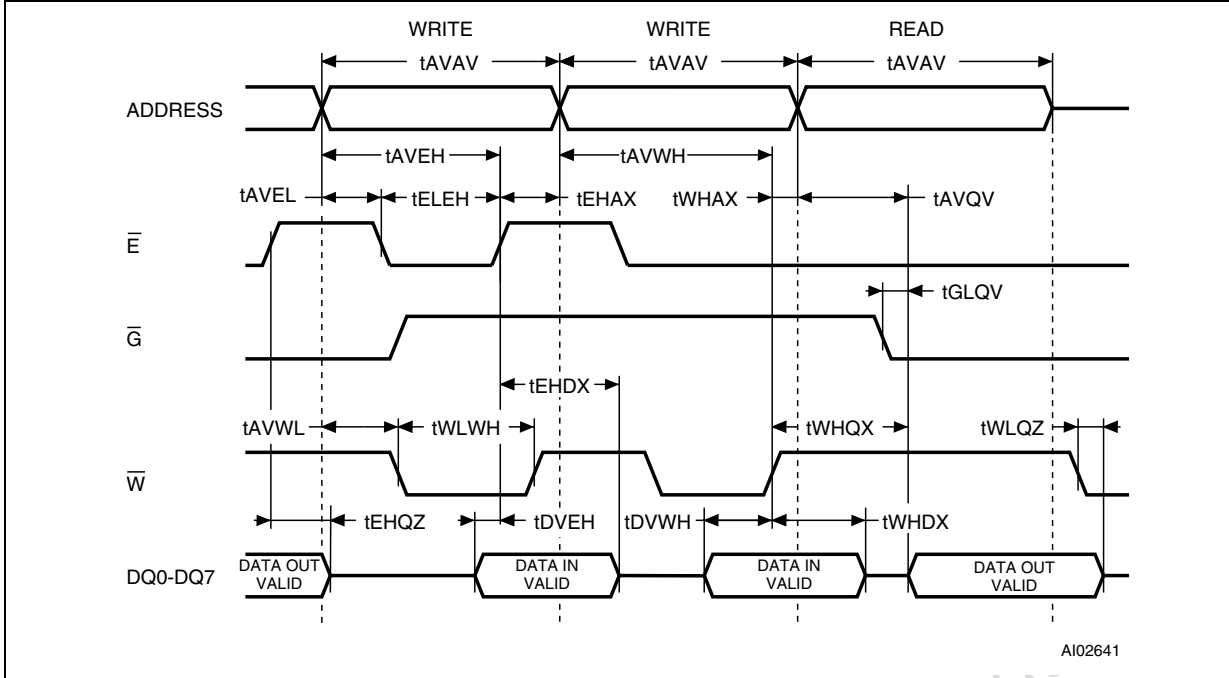 WRITE WRITE READ
tAVAV tAVAV tAVAV
ADDRESS
tAVEH tAVWH
tAVEL tELEH tEHAX tWHAX tAVQV
E̅
tGLQV
G̅
tEHDX
tAVWL tWLWH tWHQX tWLQZ
W̅
tEHQZ tDVEH tDVWH tWHDX
DQ0-DQ7
DATA OUT VALID
DATA IN VALID
DATA IN VALID
DATA OUT VALID
AI02641